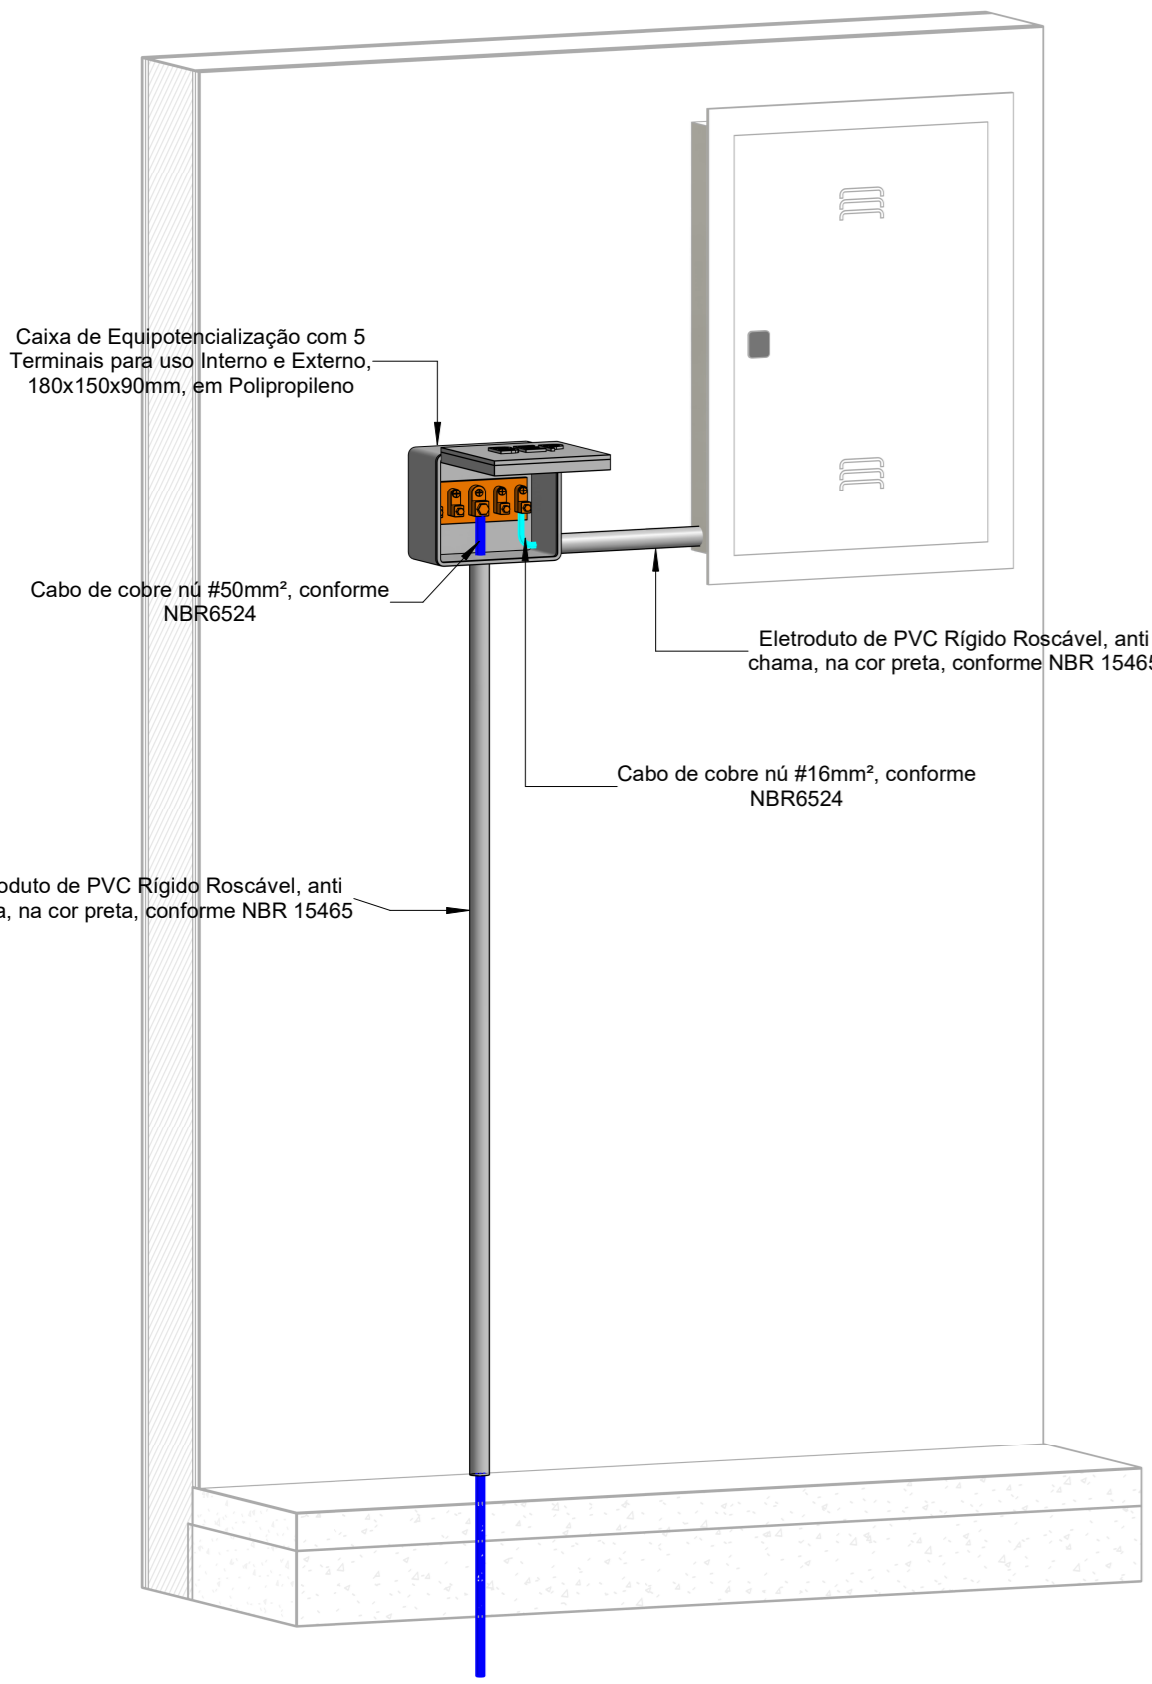 Caixa de Equipotencialização com 5
Terminais para uso Interno e Externo,
180x150x90mm, em Polipropileno
Cabo de cobre nú #50mm², conforme
NBR6524
Eletroduto de PVC Rígido Roscável, anti
chama, na cor preta, conforme NBR 15465
Cabo de cobre nú #16mm², conforme
NBR6524
oduto de PVC Rígido Roscável, anti
a, na cor preta, conforme NBR 15465